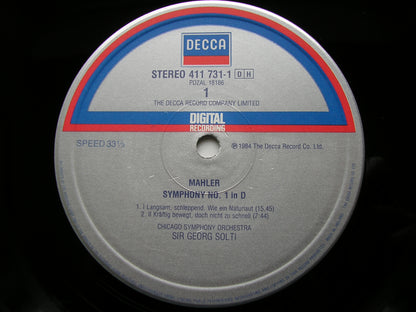 DECCA
STEREO 411 731-1 DH
PDZAL 18186
1
THE DECCA RECORD COMPANY LIMITED
DIGITAL
RECORDING
SPEED 33⅓
℗ 1984 The Decca Record Co. Ltd.
MAHLER
SYMPHONY NO. 1 in D
1. I Langsam, schleppend. Wie ein Naturlaut (15.45)
2. II Kräftig bewegt, doch nicht zu schnell (7:44)
CHICAGO SYMPHONY ORCHESTRA
SIR GEORG SOLTI